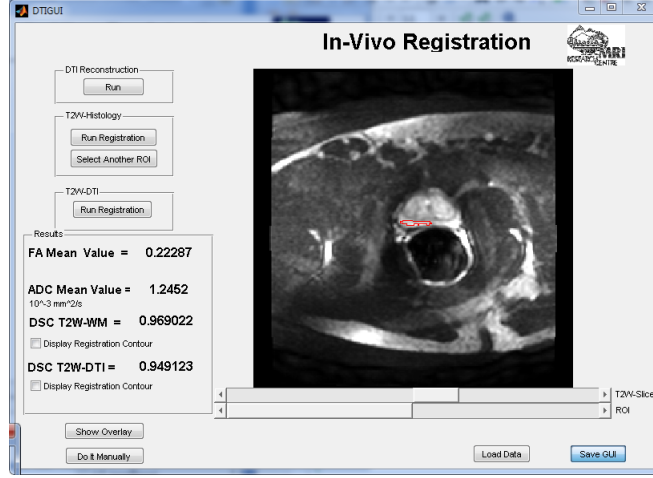 DTIGUI
In-Vivo Registration
MRI
RESEARCH CENTRE
DTI Reconstruction
Run
T2W-Histology
Run Registration
Select Another ROI
T2W-DTI
Run Registration
Results
FA Mean Value = 0.22287
ADC Mean Value = 1.2452
10^-3 mm^2/s
DSC T2W-WM = 0.969022
Display Registration Contour
DSC T2W-DTI = 0.949123
Display Registration Contour
T2W-Slice
ROI
Show Overlay
Do It Manually
Load Data
Save GUI